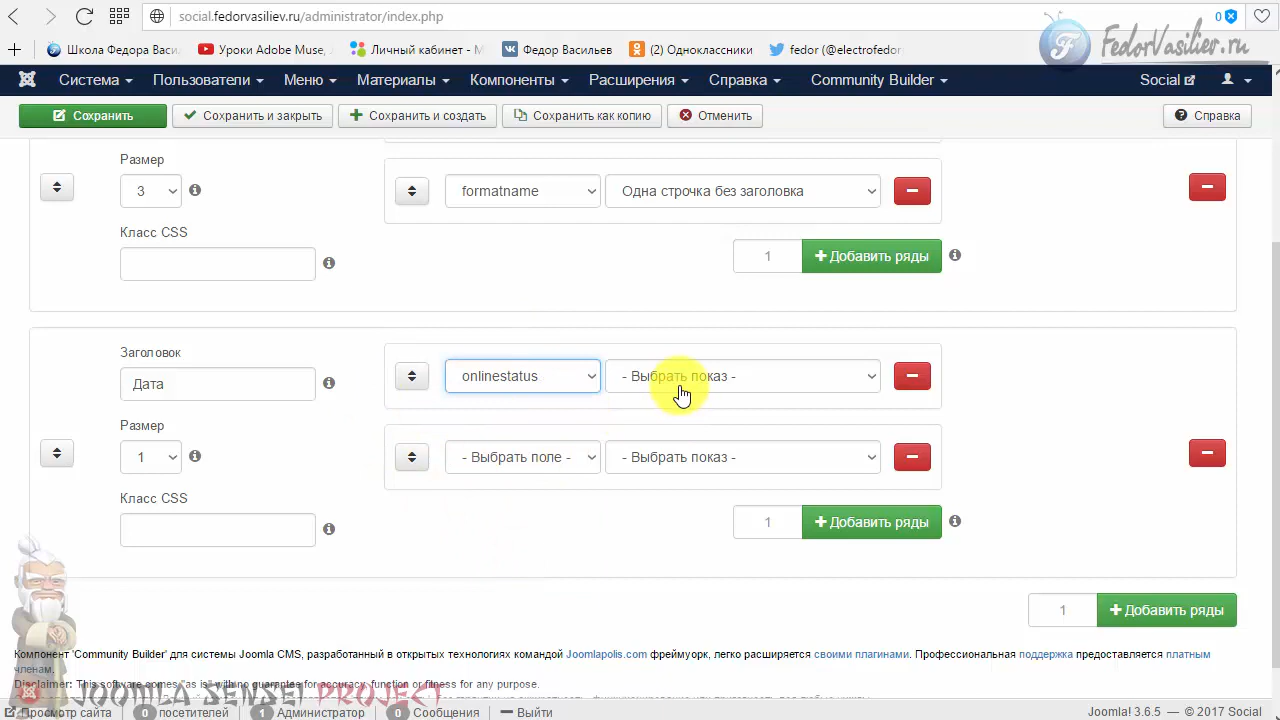 social.fedorvasiliev.ru/administrator/index.php
0
Школа Федора Васи
Уроки Adobe Muse,
Личный кабинет - М
Федор Васильев
(2) Одноклассники
fedor (@electrofedor
FedorVasiliev.ru
Система
Пользователи
Меню
Материалы
Компоненты
Расширения
Справка
Community Builder
Social
Сохранить
Сохранить и закрыть
Сохранить и создать
Сохранить как копию
Отменить
Справка
Размер
3
formatname
Одна строчка без заголовка
Класс CSS
1
Добавить ряды
Заголовок
Дата
onlinestatus
- Выбрать показ -
Размер
1
- Выбрать поле -
- Выбрать показ -
Класс CSS
1
Добавить ряды
1
Добавить ряды
Компонент 'Community Builder' для системы Joomla CMS, разработанный в открытых технологиях командой Joomlapolis.com фреймуорк, легко расширяется своими плагинами. Профессиональная поддержка предоставляется платным
членам.
Disclaimer: This software comes "as is" with no guarantee for accuracy, function or fitness for any purpose.
JOOMLA SENSEI PROJECT
Просмотр сайта
0 посетителей
1 Администратор
0 Сообщения
Выйти
Joomla! 3.6.5 — © 2017 Social